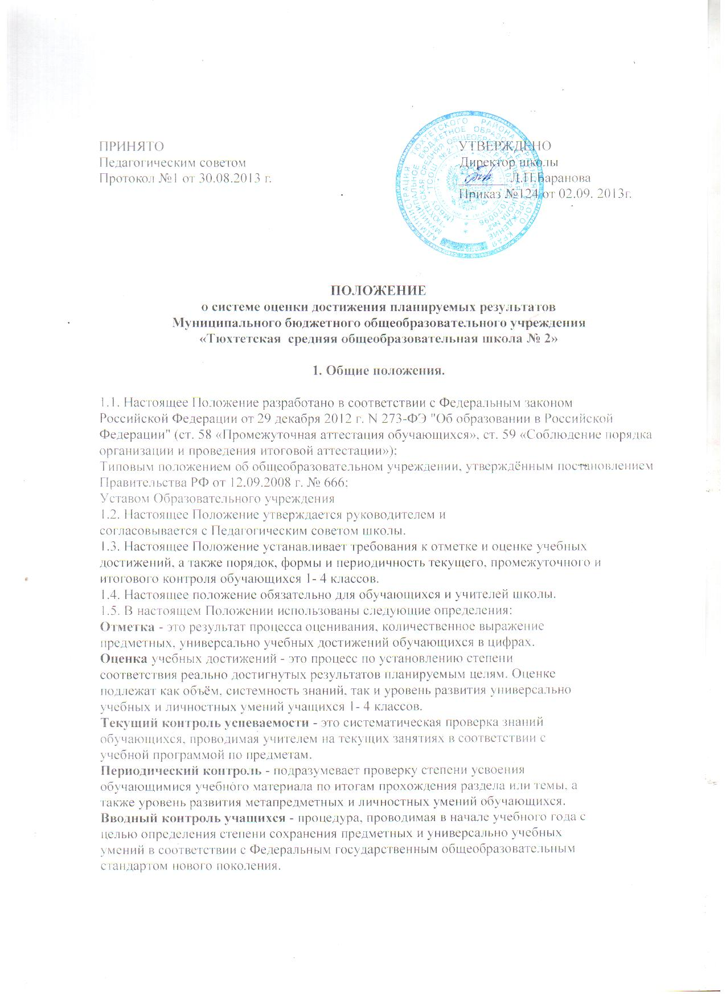 ПРИНЯТО
Педагогическим советом
Протокол №1 от 30.08.2013 г.
УТВЕРЖДЕНО
Директор школы
Л.П.Баранова
Приказ №124 от 02.09. 2013г.
ПОЛОЖЕНИЕ
о системе оценки достижения планируемых результатов
Муниципального бюджетного общеобразовательного учреждения
«Тюхтетская средняя общеобразовательная школа № 2»
1. Общие положения.
1.1. Настоящее Положение разработано в соответствии с Федеральным законом
Российской Федерации от 29 декабря 2012 г. N 273-ФЭ "Об образовании в Российской
Федерации" (ст. 58 «Промежуточная аттестация обучающихся», ст. 59 «Соблюдение порядка
организации и проведения итоговой аттестации»);
Типовым положением об общеобразовательном учреждении, утверждённым постановлением
Правительства РФ от 12.09.2008 г. № 666;
Уставом Образовательного учреждения
1.2. Настоящее Положение утверждается руководителем и
согласовывается с Педагогическим советом школы.
1.3. Настоящее Положение устанавливает требования к отметке и оценке учебных
достижений, а также порядок, формы и периодичность текущего, промежуточного и
итогового контроля обучающихся 1- 4 классов.
1.4. Настоящее положение обязательно для обучающихся и учителей школы.
1.5. В настоящем Положении использованы следующие определения:
Отметка - это результат процесса оценивания, количественное выражение
предметных, универсально учебных достижений обучающихся в цифрах.
Оценка учебных достижений - это процесс по установлению степени
соответствия реально достигнутых результатов планируемым целям. Оценке
подлежат как объём, системность знаний, так и уровень развития универсально
учебных и личностных умений учащихся 1- 4 классов.
Текущий контроль успеваемости - это систематическая проверка знаний
обучающихся, проводимая учителем на текущих занятиях в соответствии с
учебной программой по предметам.
Периодический контроль - подразумевает проверку степени усвоения
обучающимися учебного материала по итогам прохождения раздела или темы, а
также уровень развития метапредметных и личностных умений обучающихся.
Вводный контроль учащихся - процедура, проводимая в начале учебного года с
целью определения степени сохранения предметных и универсально учебных
умений в соответствии с Федеральным государственным общеобразовательным
стандартом нового поколения.